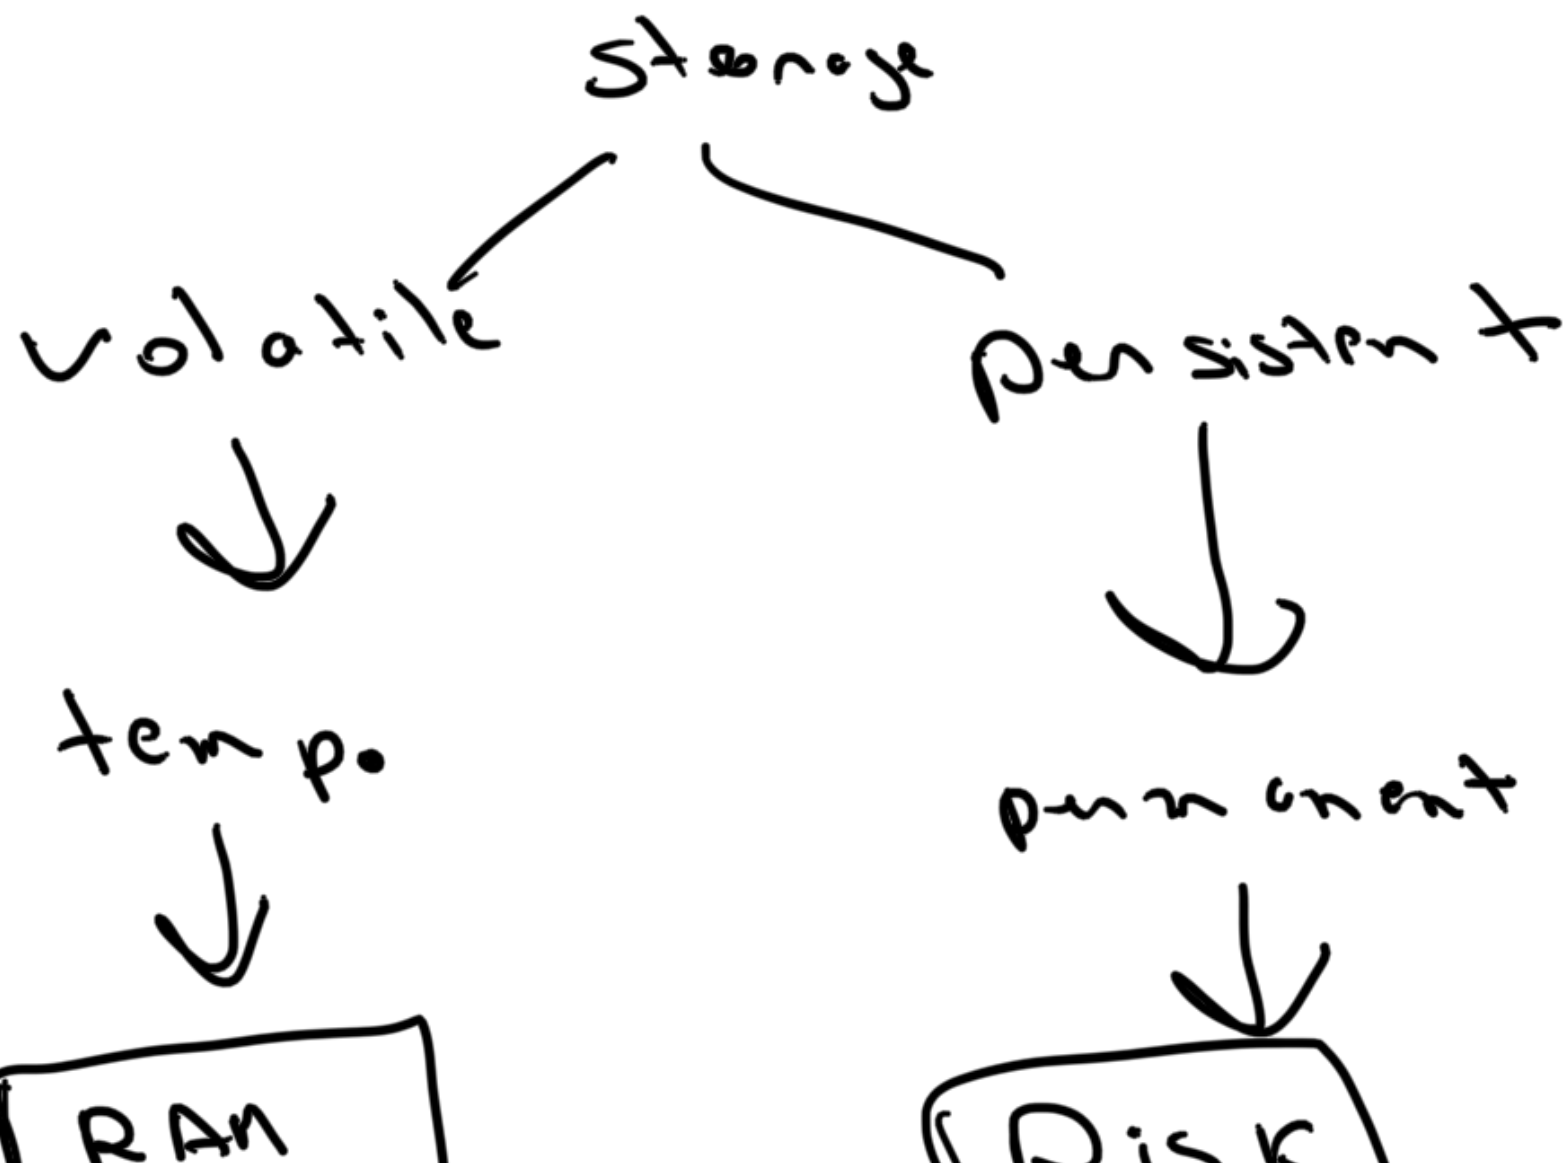 storage
volatile
persistent
temp.
permanent
RAM
Disk